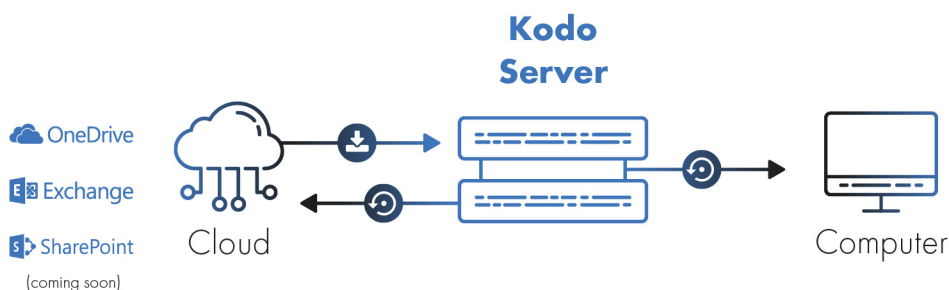 Kodo
Server
OneDrive
E Exchange
S SharePoint
(coming soon)
Cloud
Computer